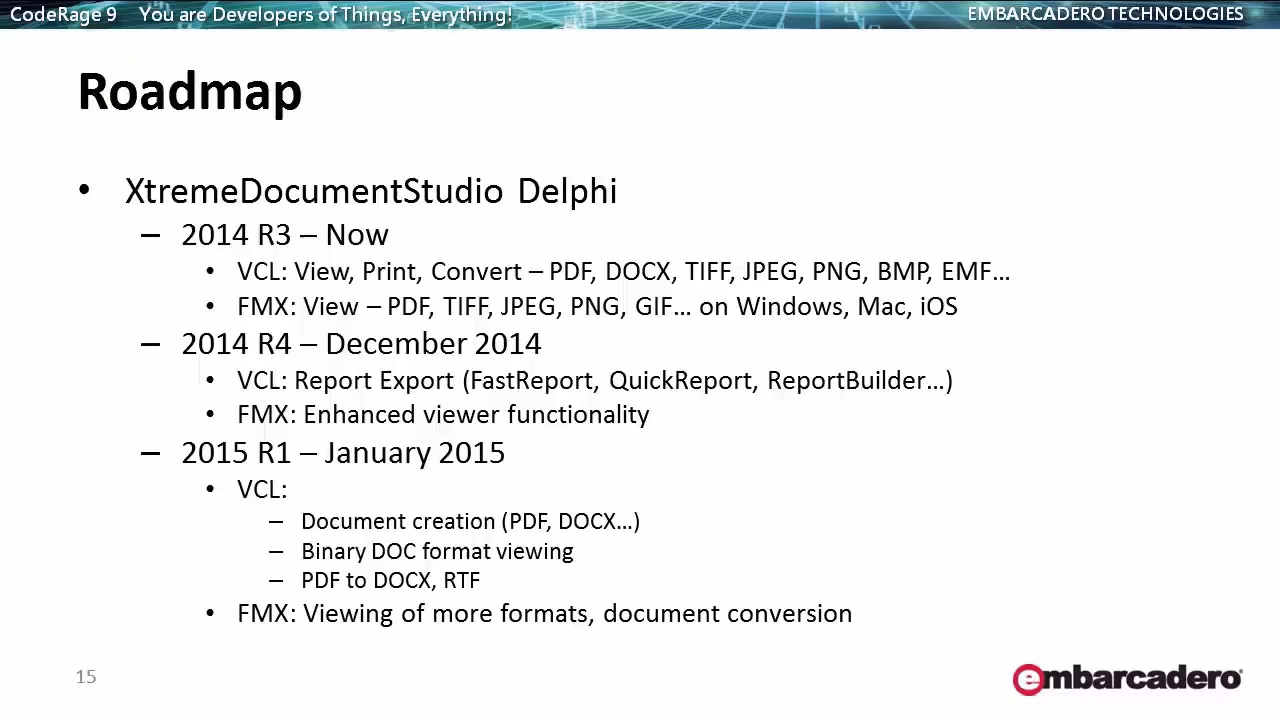 CodeRage 9 You are Developers of Things, Everything! EMBARCADERO TECHNOLOGIES
Roadmap
• XtremeDocumentStudio Delphi
– 2014 R3 – Now
• VCL: View, Print, Convert – PDF, DOCX, TIFF, JPEG, PNG, BMP, EMF…
• FMX: View – PDF, TIFF, JPEG, PNG, GIF… on Windows, Mac, iOS
– 2014 R4 – December 2014
• VCL: Report Export (FastReport, QuickReport, ReportBuilder…)
• FMX: Enhanced viewer functionality
– 2015 R1 – January 2015
• VCL:
– Document creation (PDF, DOCX…)
– Binary DOC format viewing
– PDF to DOCX, RTF
• FMX: Viewing of more formats, document conversion
15
embarcadero